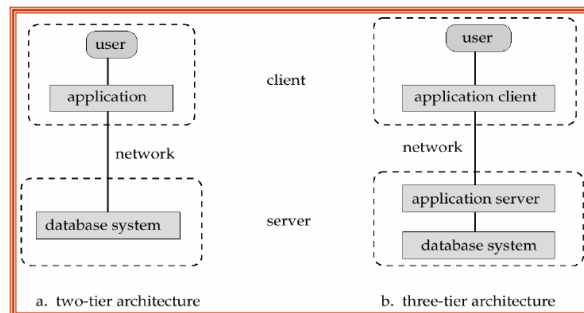 user
application
network
database system
a. two-tier architecture
client
server
user
application client
network
application server
database system
b. three-tier architecture